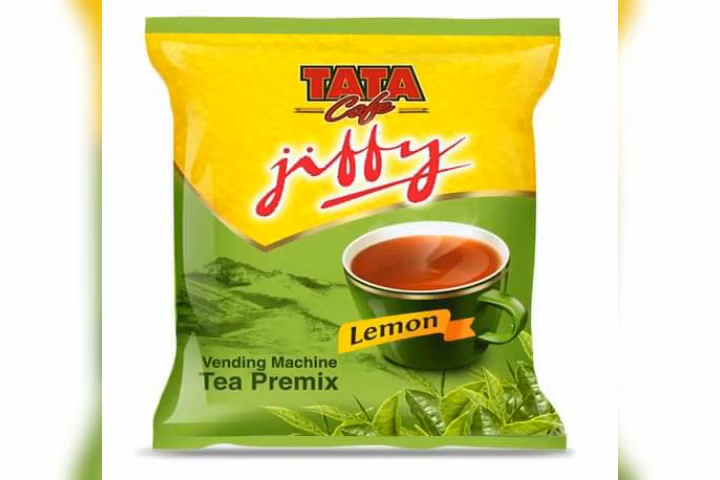 TATA
Cafe
jiffy
Lemon
Vending Machine
Tea Premix